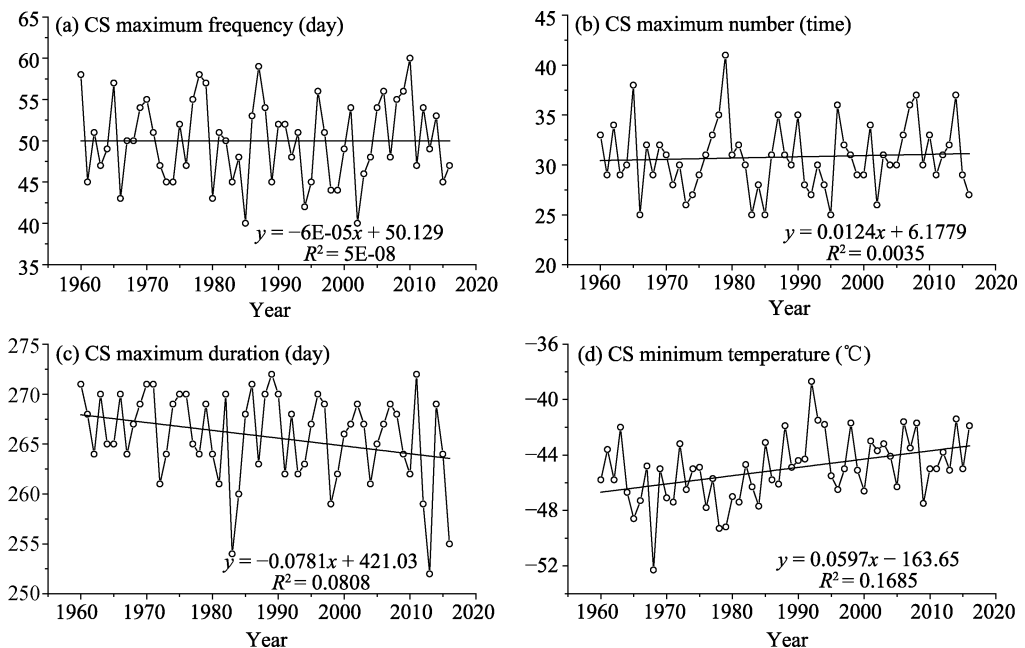 (a) CS maximum frequency (day)
65
60
55
50
45
40
35
y = −6E-05x + 50.129
R² = 5E-08
1960 1970 1980 1990 2000 2010 2020
Year
(b) CS maximum number (time)
45
40
35
30
25
20
y = 0.0124x + 6.1779
R² = 0.0035
1960 1970 1980 1990 2000 2010 2020
Year
(c) CS maximum duration (day)
275
270
265
260
255
250
y = −0.0781x + 421.03
R² = 0.0808
1960 1970 1980 1990 2000 2010 2020
Year
(d) CS minimum temperature (℃)
−36
−40
−44
−48
−52
y = 0.0597x − 163.65
R² = 0.1685
1960 1970 1980 1990 2000 2010 2020
Year